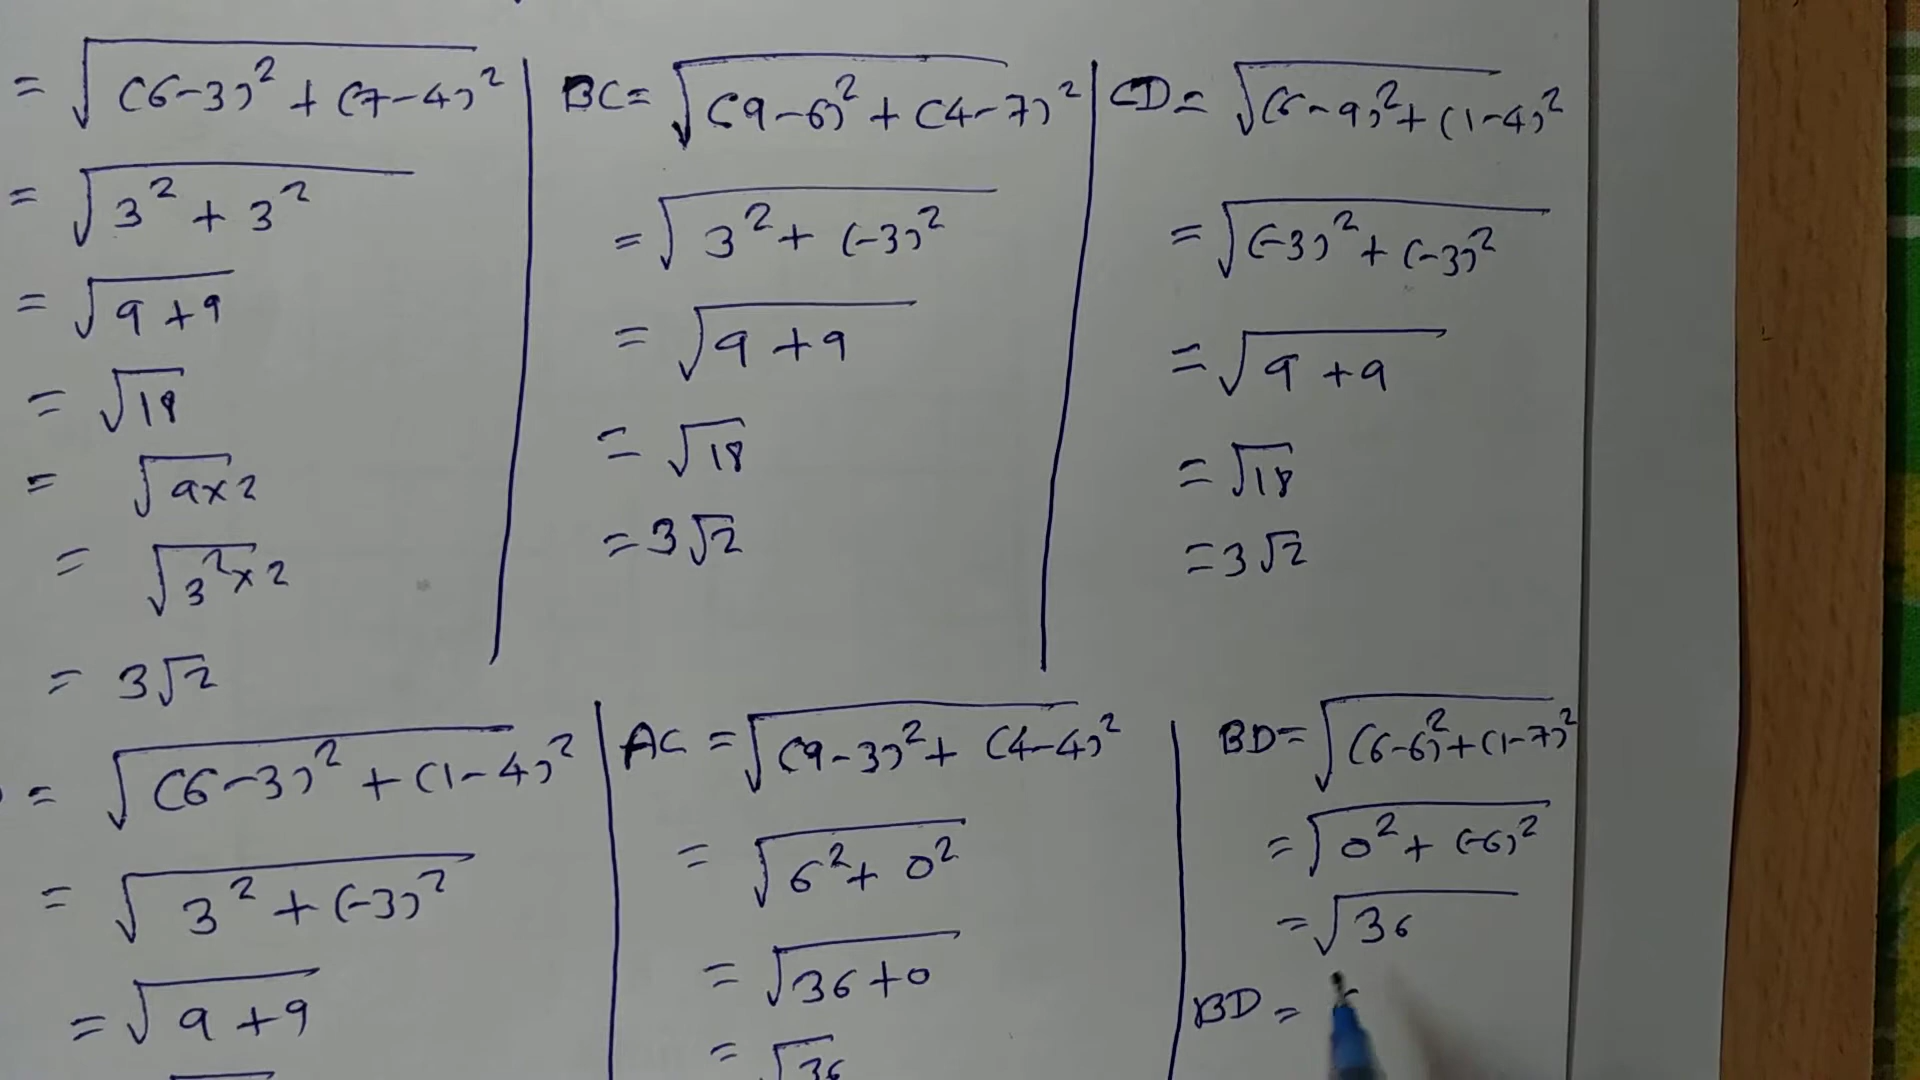 = √(6-3)² + (7-4)²
= √3² + 3²
= √9+9
= √18
= √9×2
= √3²×2
= 3√2
BC = √(9-6)² + (4-7)²
= √3² + (-3)²
= √9+9
= √18
= 3√2
CD = √(6-9)² + (1-4)²
= √(-3)² + (-3)²
= √9+9
= √18
= 3√2
= √(6-3)² + (1-4)²
= √3² + (-3)²
= √9+9
AC = √(9-3)² + (4-4)²
= √6² + 0²
= √36+0
= √36
BD = √(6-6)² + (1-7)²
= √0² + (-6)²
= √36
BD =